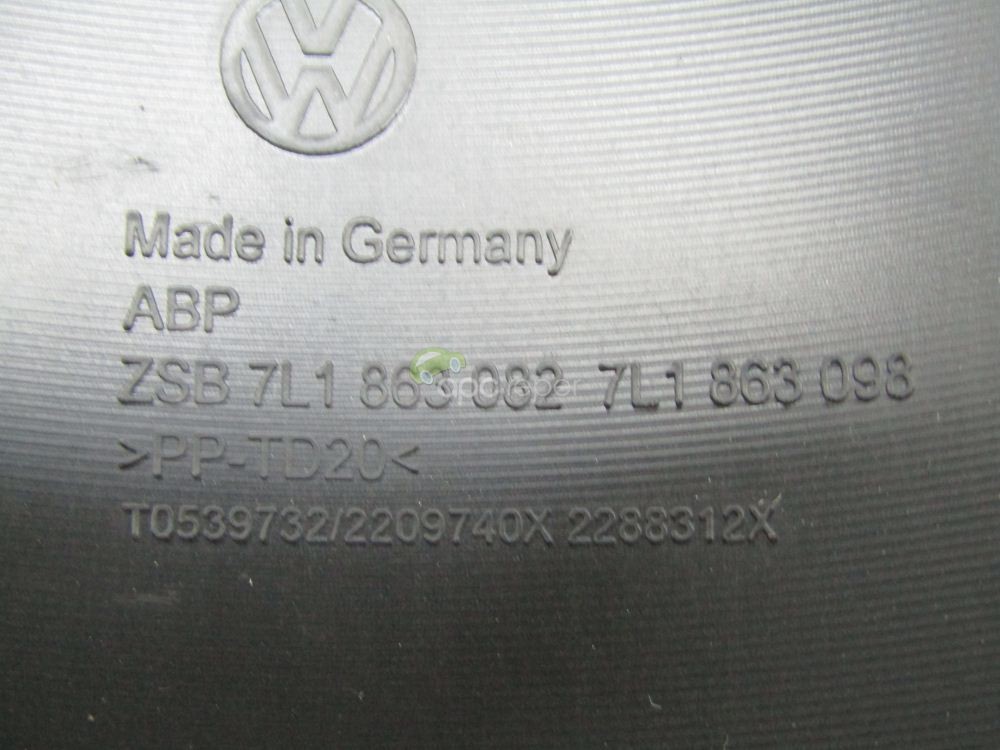 Made in Germany
ABP
ZSB 7L1 863 082 7L1 863 098
>PP-TD20<
T0539732/2209740X 2288312X